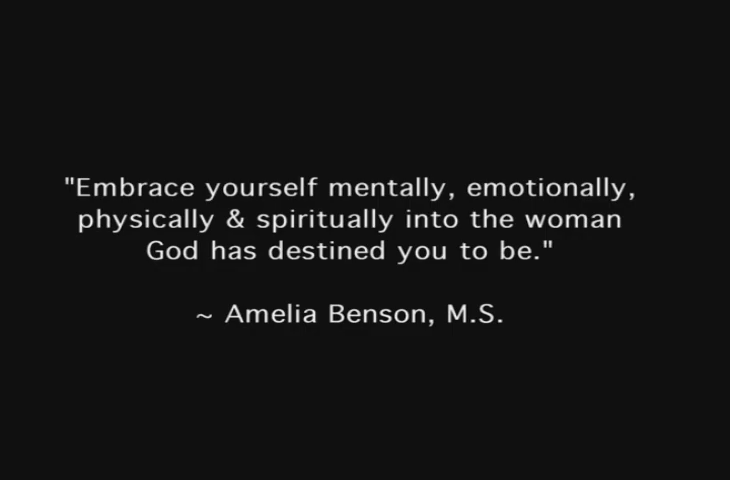 "Embrace yourself mentally, emotionally,
physically & spiritually into the woman
God has destined you to be."
~ Amelia Benson, M.S.